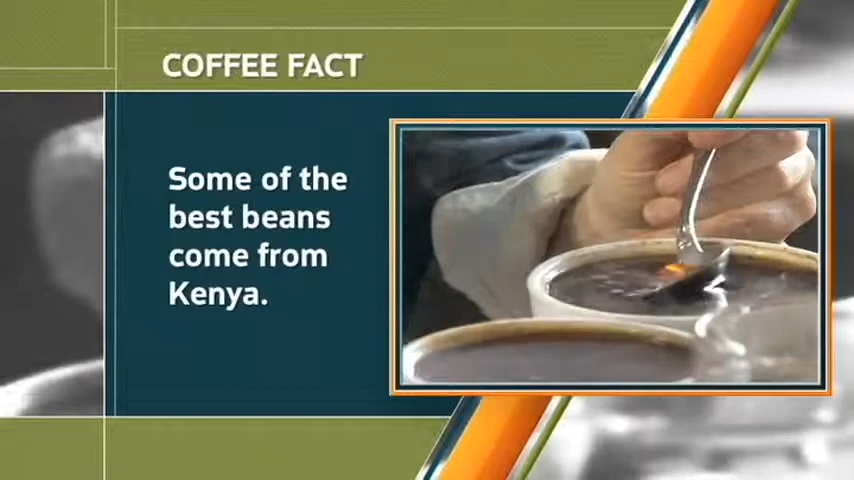 COFFEE FACT
Some of the
best beans
come from
Kenya.